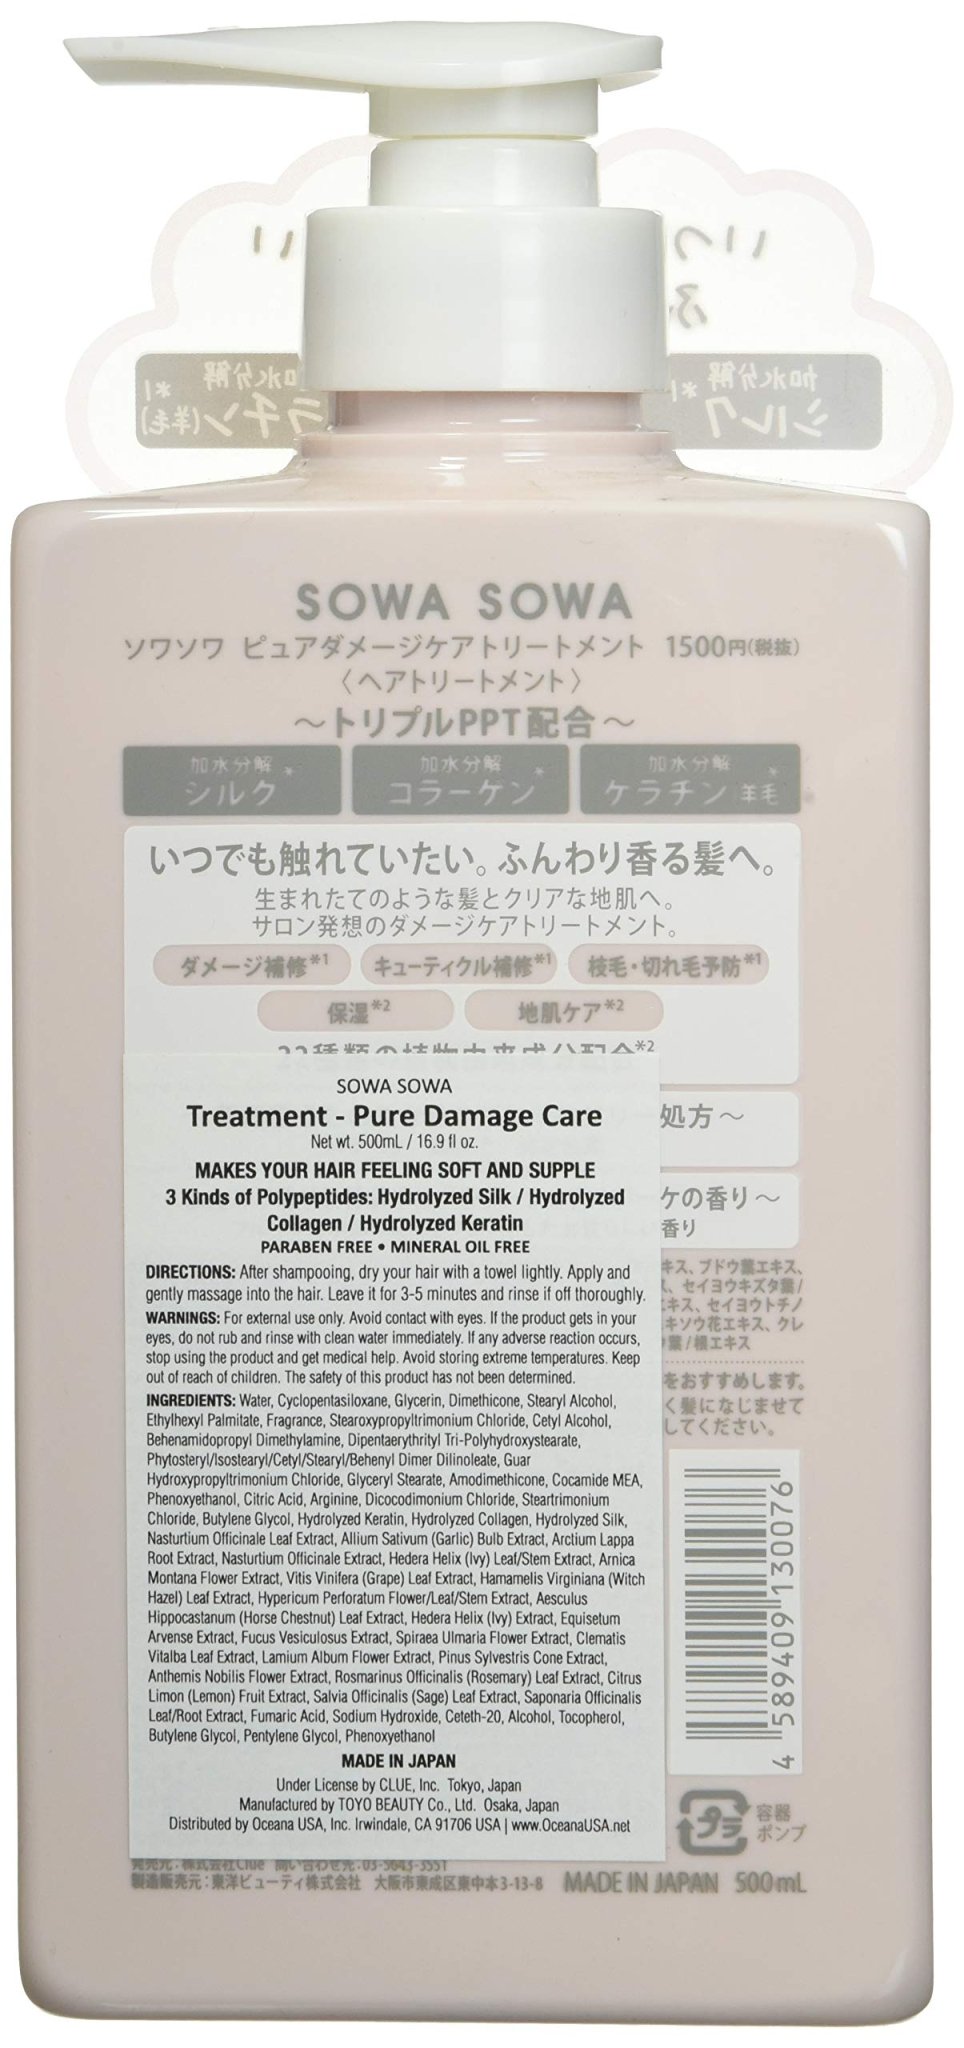 SOWA SOWA
ソワソワ ピュアダメージケアトリートメント 1500円(税抜)
〈ヘアトリートメント〉
～トリプルPPT配合～
加水分解 シルク*
加水分解 コラーゲン*
加水分解 ケラチン 羊毛*
いつでも触れていたい。ふんわり香る髪へ。
生まれたてのような髪とクリアな地肌へ。
サロン発想のダメージケアトリートメント。
ダメージ補修*1 キューティクル補修*1 枝毛・切れ毛予防*1
保湿*2 地肌ケア*2
処方～
ケの香り～
香り
キス、ブドウ葉エキス、
セイヨウキズタ葉/
エキス、セイヨウトチノ
キソウ花エキス、クレ
葉/根エキス
をおすすめします。
く髪になじませて
してください。
SOWA SOWA
Treatment - Pure Damage Care
Net wt. 500mL / 16.9 fl oz.
MAKES YOUR HAIR FEELING SOFT AND SUPPLE
3 Kinds of Polypeptides: Hydrolyzed Silk / Hydrolyzed
Collagen / Hydrolyzed Keratin
PARABEN FREE • MINERAL OIL FREE
DIRECTIONS: After shampooing, dry your hair with a towel lightly. Apply and
gently massage into the hair. Leave it for 3-5 minutes and rinse if off thoroughly.
WARNINGS: For external use only. Avoid contact with eyes. If the product gets in your
eyes, do not rub and rinse with clean water immediately. If any adverse reaction occurs,
stop using the product and get medical help. Avoid storing extreme temperatures. Keep
out of reach of children. The safety of this product has not been determined.
INGREDIENTS: Water, Cyclopentasiloxane, Glycerin, Dimethicone, Stearyl Alcohol,
Ethylhexyl Palmitate, Fragrance, Stearoxypropyltrimonium Chloride, Cetyl Alcohol,
Behenamidopropyl Dimethylamine, Dipentaerythrityl Tri-Polyhydroxystearate,
Phytosteryl/Isostearyl/Cetyl/Stearyl/Behenyl Dimer Dilinoleate, Guar
Hydroxypropyltrimonium Chloride, Glyceryl Stearate, Amodimethicone, Cocamide MEA,
Phenoxyethanol, Citric Acid, Arginine, Dicocodimonium Chloride, Steartrimonium
Chloride, Butylene Glycol, Hydrolyzed Keratin, Hydrolyzed Collagen, Hydrolyzed Silk,
Nasturtium Officinale Leaf Extract, Allium Sativum (Garlic) Bulb Extract, Arctium Lappa
Root Extract, Nasturtium Officinale Extract, Hedera Helix (Ivy) Leaf/Stem Extract, Arnica
Montana Flower Extract, Vitis Vinifera (Grape) Leaf Extract, Hamamelis Virginiana (Witch
Hazel) Leaf Extract, Hypericum Perforatum Flower/Leaf/Stem Extract, Aesculus
Hippocastanum (Horse Chestnut) Leaf Extract, Hedera Helix (Ivy) Extract, Equisetum
Arvense Extract, Fucus Vesiculosus Extract, Spiraea Ulmaria Flower Extract, Clematis
Vitalba Leaf Extract, Lamium Album Flower Extract, Pinus Sylvestris Cone Extract,
Anthemis Nobilis Flower Extract, Rosmarinus Officinalis (Rosemary) Leaf Extract, Citrus
Limon (Lemon) Fruit Extract, Salvia Officinalis (Sage) Leaf Extract, Saponaria Officinalis
Leaf/Root Extract, Fumaric Acid, Sodium Hydroxide, Ceteth-20, Alcohol, Tocopherol,
Butylene Glycol, Pentylene Glycol, Phenoxyethanol
MADE IN JAPAN
Under License by CLUE, Inc. Tokyo, Japan
Manufactured by TOYO BEAUTY Co., Ltd. Osaka, Japan
Distributed by Oceana USA, Inc. Irwindale, CA 91706 USA | www.OceanaUSA.net
4 589409 130076
プラ 容器
ポンプ
製造販売元：東洋ビューティ株式会社 大阪市東成区東中本3-13-8 MADE IN JAPAN 500mL